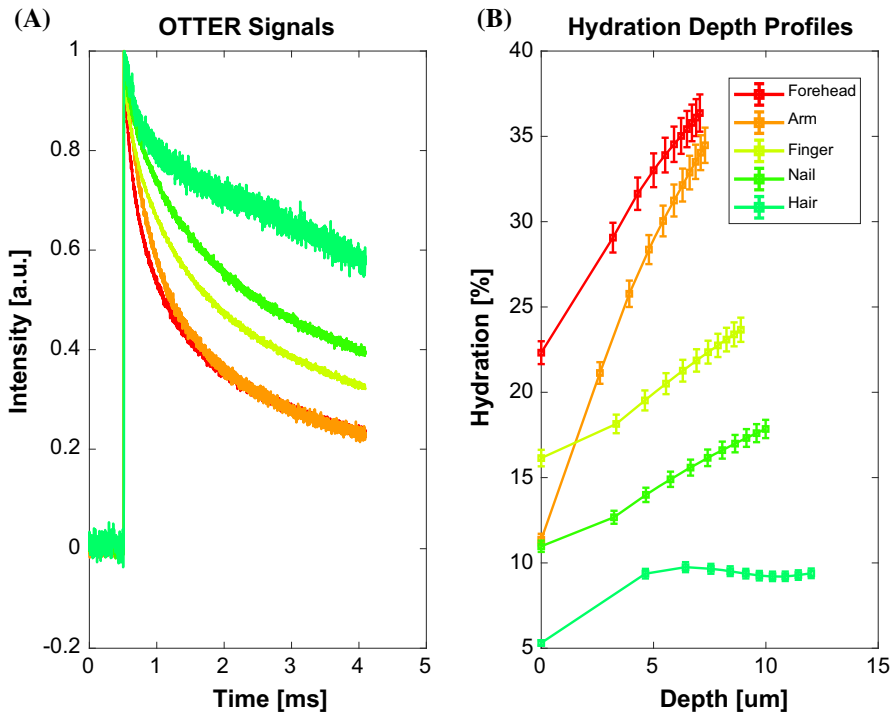 (A)
OTTER Signals
Intensity [a.u.]
1
0.8
0.6
0.4
0.2
0
-0.2
0
1
2
3
4
5
Time [ms]
(B)
Hydration Depth Profiles
Hydration [%]
40
35
30
25
20
15
10
5
0
5
10
15
Depth [um]
Forehead
Arm
Finger
Nail
Hair